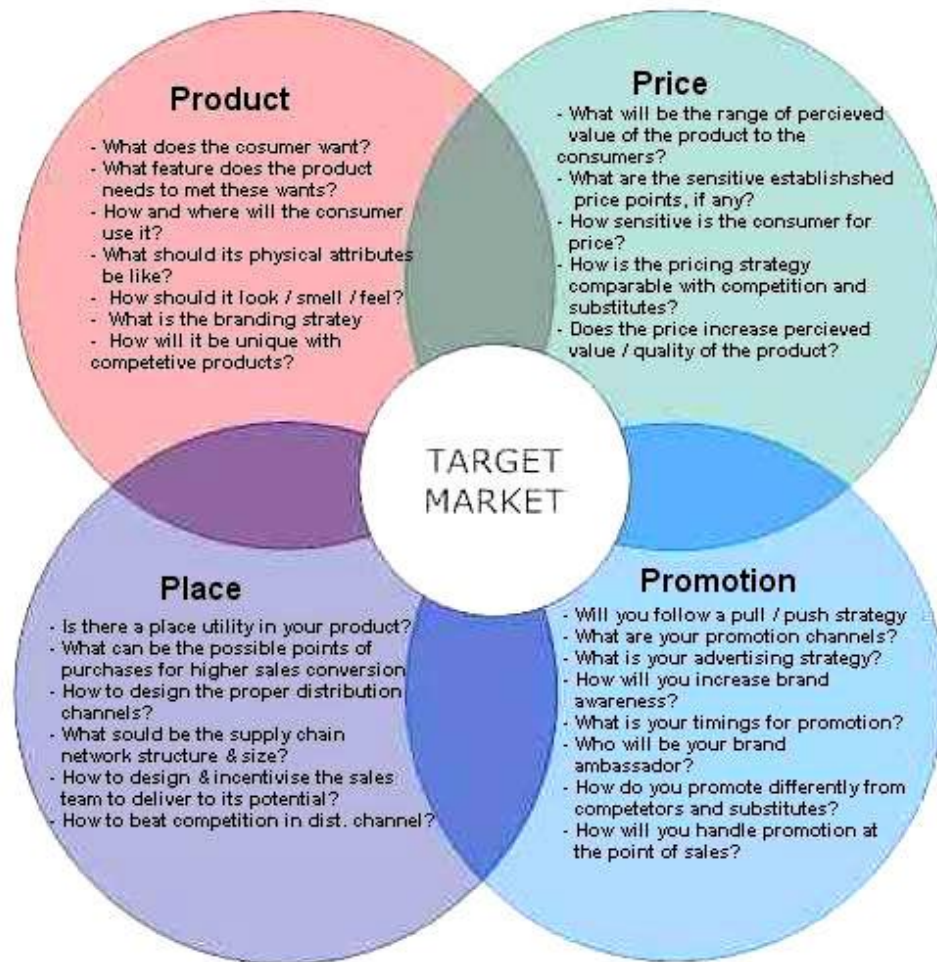 Product
- What does the cosumer want?
- What feature does the product
needs to met these wants?
- How and where will the consumer
use it?
- What should its physical attributes
be like?
- How should it look / smell / feel?
- What is the branding stratey
- How will it be unique with
competetive products?
Price
- What will be the range of percieved
value of the product to the
consumers?
- What are the sensitive establishshed
price points, if any?
- How sensitive is the consumer for
price?
- How is the pricing strategy
comparable with competition and
substitutes?
- Does the price increase percieved
value / quality of the product?
TARGET
MARKET
Place
- Is there a place utility in your product?
- What can be the possible points of
purchases for higher sales conversion
- How to design the proper distribution
channels?
- What sould be the supply chain
network structure & size?
- How to design & incentivise the sales
team to deliver to its potential?
- How to beat competition in dist. channel?
Promotion
- Will you follow a pull / push strategy
- What are your promotion channels?
- What is your advertising strategy?
- How will you increase brand
awareness?
- What is your timings for promotion?
- Who will be your brand
ambassador?
- How do you promote differently from
competetors and substitutes?
- How will you handle promotion at
the point of sales?